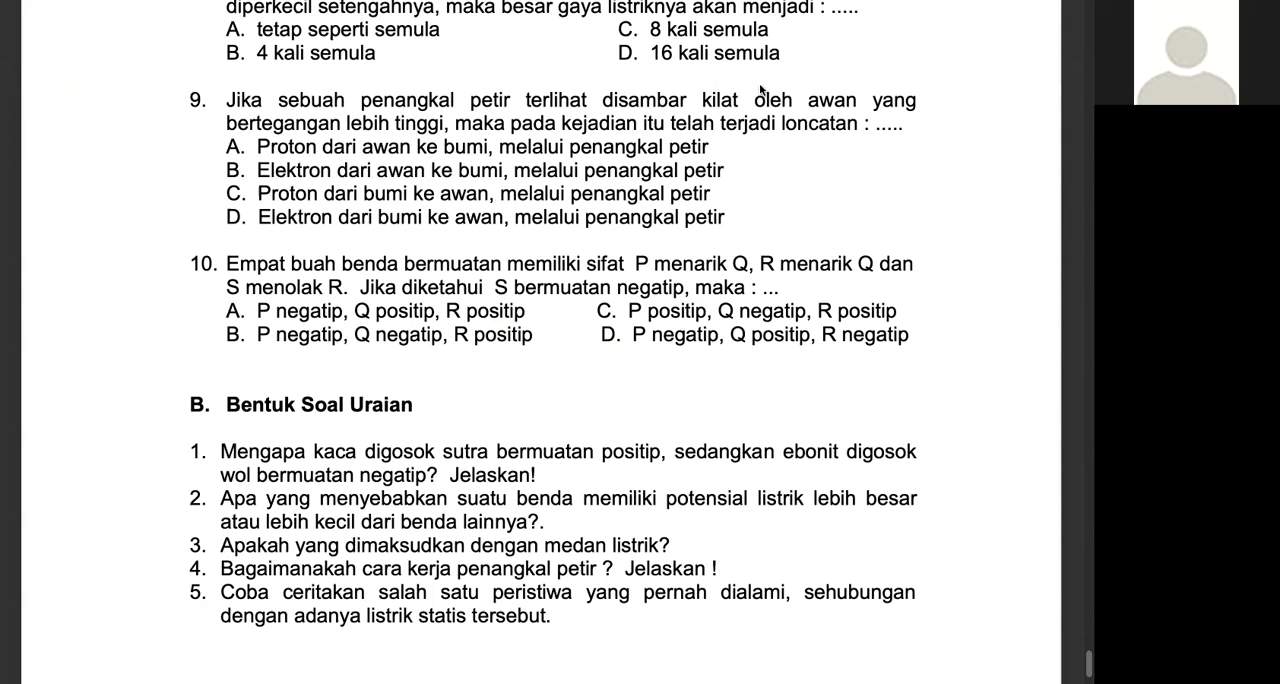 diperkecil setengahnya, maka besar gaya listriknya akan menjadi : .....
A. tetap seperti semula C. 8 kali semula
B. 4 kali semula D. 16 kali semula
9. Jika sebuah penangkal petir terlihat disambar kilat oleh awan yang
bertegangan lebih tinggi, maka pada kejadian itu telah terjadi loncatan : .....
A. Proton dari awan ke bumi, melalui penangkal petir
B. Elektron dari awan ke bumi, melalui penangkal petir
C. Proton dari bumi ke awan, melalui penangkal petir
D. Elektron dari bumi ke awan, melalui penangkal petir
10. Empat buah benda bermuatan memiliki sifat P menarik Q, R menarik Q dan
S menolak R. Jika diketahui S bermuatan negatip, maka : ...
A. P negatip, Q positip, R positip C. P positip, Q negatip, R positip
B. P negatip, Q negatip, R positip D. P negatip, Q positip, R negatip
B. Bentuk Soal Uraian
1. Mengapa kaca digosok sutra bermuatan positip, sedangkan ebonit digosok
wol bermuatan negatip? Jelaskan!
2. Apa yang menyebabkan suatu benda memiliki potensial listrik lebih besar
atau lebih kecil dari benda lainnya?.
3. Apakah yang dimaksudkan dengan medan listrik?
4. Bagaimanakah cara kerja penangkal petir ? Jelaskan !
5. Coba ceritakan salah satu peristiwa yang pernah dialami, sehubungan
dengan adanya listrik statis tersebut.